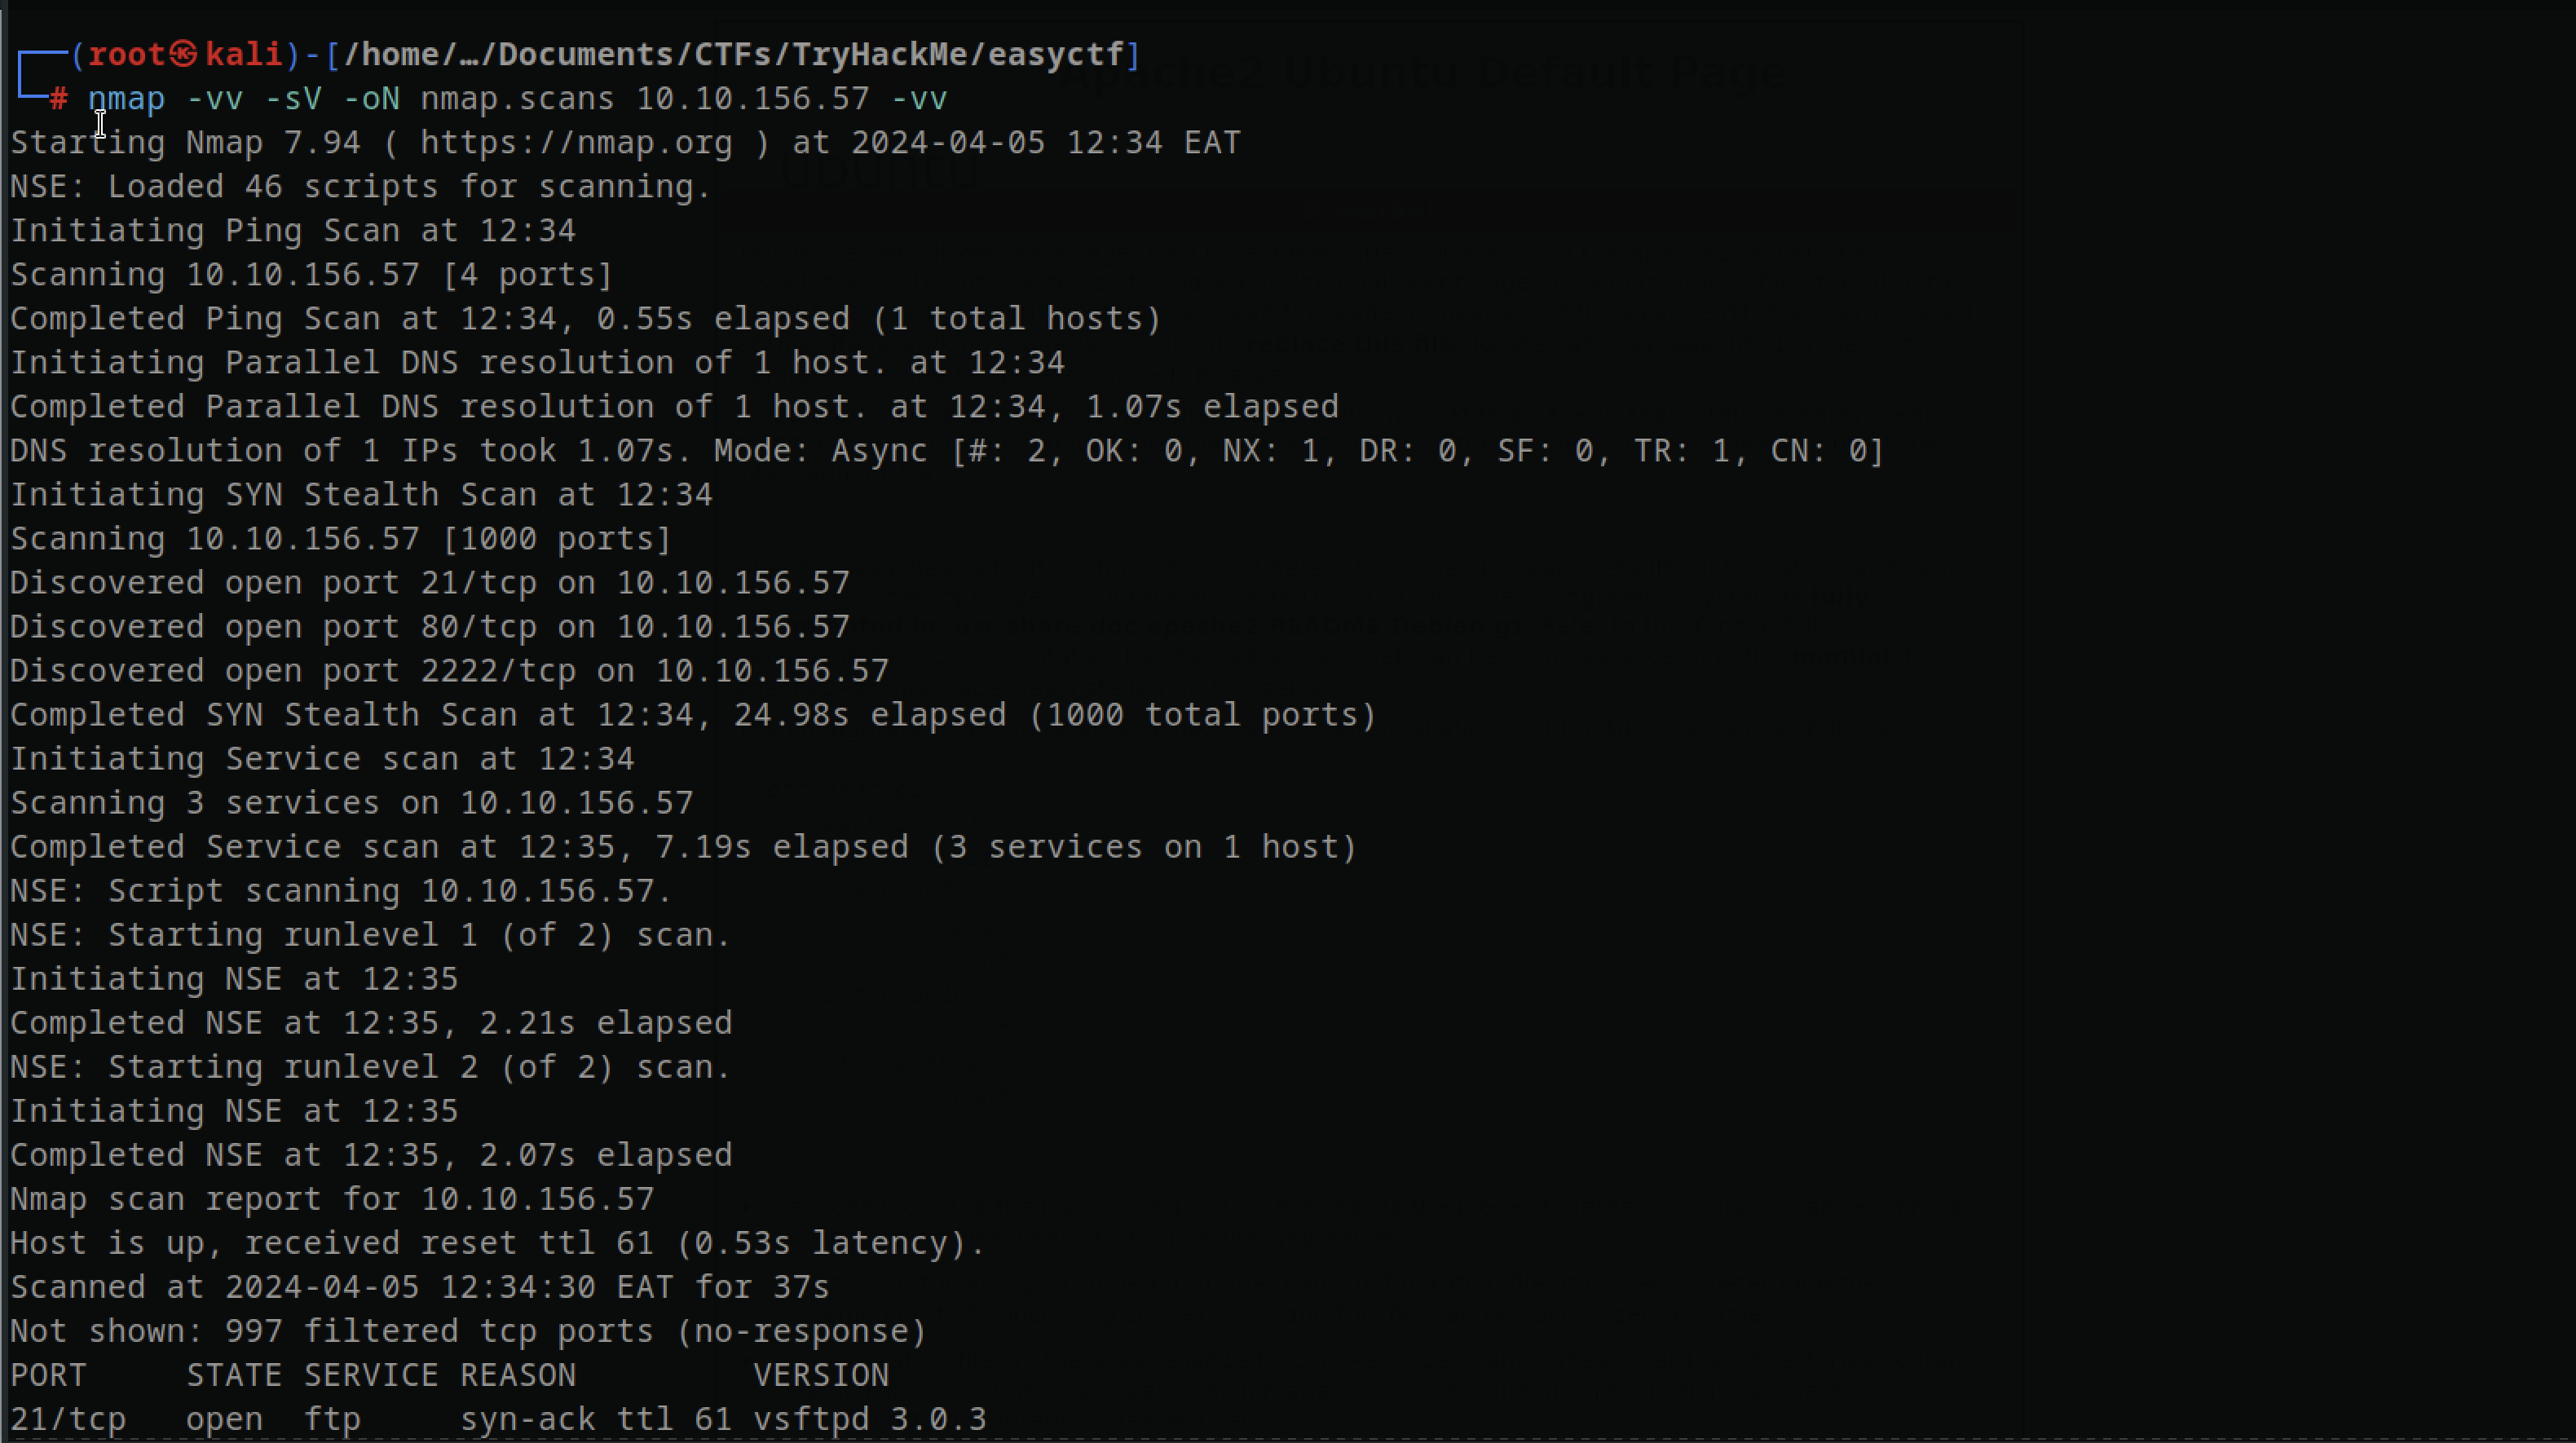 (root㉿kali)-[/home/…/Documents/CTFs/TryHackMe/easyctf]
# nmap -vv -sV -oN nmap.scans 10.10.156.57 -vv
Apache2 Ubuntu Default Page
Starting Nmap 7.94 ( https://nmap.org ) at 2024-04-05 12:34 EAT
NSE: Loaded 46 scripts for scanning.
Initiating Ping Scan at 12:34
Scanning 10.10.156.57 [4 ports]
Completed Ping Scan at 12:34, 0.55s elapsed (1 total hosts)
Initiating Parallel DNS resolution of 1 host. at 12:34
Completed Parallel DNS resolution of 1 host. at 12:34, 1.07s elapsed
DNS resolution of 1 IPs took 1.07s. Mode: Async [#: 2, OK: 0, NX: 1, DR: 0, SF: 0, TR: 1, CN: 0]
Initiating SYN Stealth Scan at 12:34
Scanning 10.10.156.57 [1000 ports]
Discovered open port 21/tcp on 10.10.156.57
Discovered open port 80/tcp on 10.10.156.57
Discovered open port 2222/tcp on 10.10.156.57
Completed SYN Stealth Scan at 12:34, 24.98s elapsed (1000 total ports)
Initiating Service scan at 12:34
Scanning 3 services on 10.10.156.57
Completed Service scan at 12:35, 7.19s elapsed (3 services on 1 host)
NSE: Script scanning 10.10.156.57.
NSE: Starting runlevel 1 (of 2) scan.
Initiating NSE at 12:35
Completed NSE at 12:35, 2.21s elapsed
NSE: Starting runlevel 2 (of 2) scan.
Initiating NSE at 12:35
Completed NSE at 12:35, 2.07s elapsed
Nmap scan report for 10.10.156.57
Host is up, received reset ttl 61 (0.53s latency).
Scanned at 2024-04-05 12:34:30 EAT for 37s
Not shown: 997 filtered tcp ports (no-response)
PORT     STATE SERVICE REASON         VERSION
21/tcp   open  ftp     syn-ack ttl 61 vsftpd 3.0.3